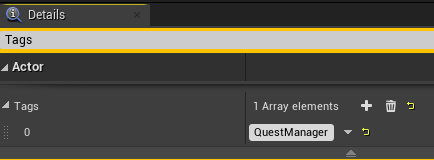 Details
Tags
Actor
Tags 1 Array elements
0 QuestManager